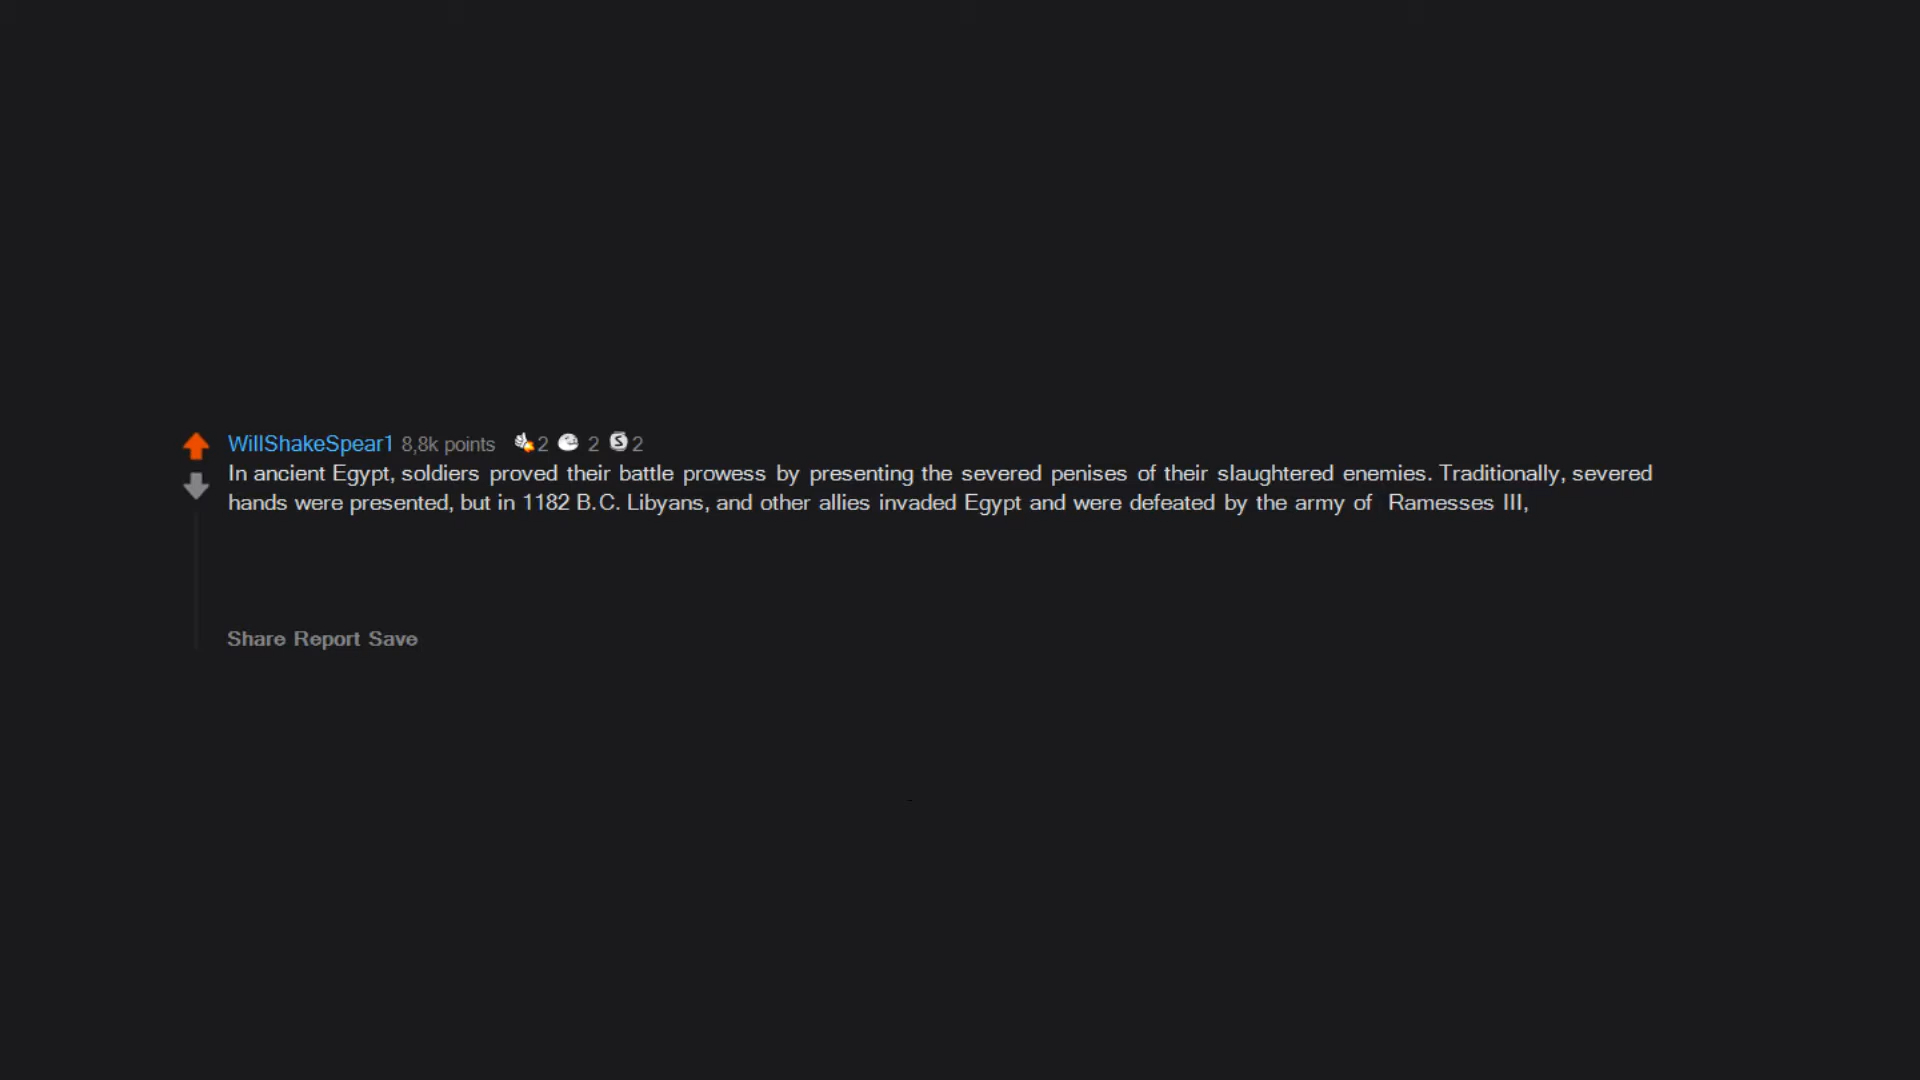 WillShakeSpear1 8,8k points 2 2 2
In ancient Egypt, soldiers proved their battle prowess by presenting the severed penises of their slaughtered enemies. Traditionally, severed
hands were presented, but in 1182 B.C. Libyans, and other allies invaded Egypt and were defeated by the army of Ramesses III,
Share Report Save